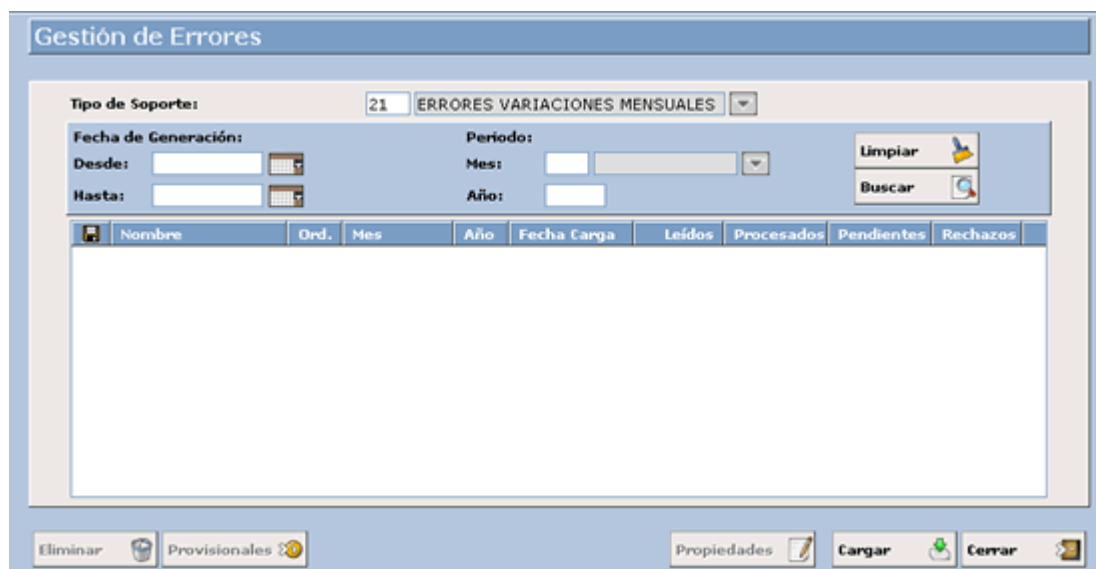 Gestión de Errores
Tipo de Soporte: 21 ERRORES VARIACIONES MENSUALES
Fecha de Generación: Periodo:
Desde: Mes: Limpiar
Hasta: Año: Buscar
Nombre Ord. Mes Año Fecha Carga Leídos Procesados Pendientes Rechazos
Eliminar Provisionales Propiedades Cargar Cerrar